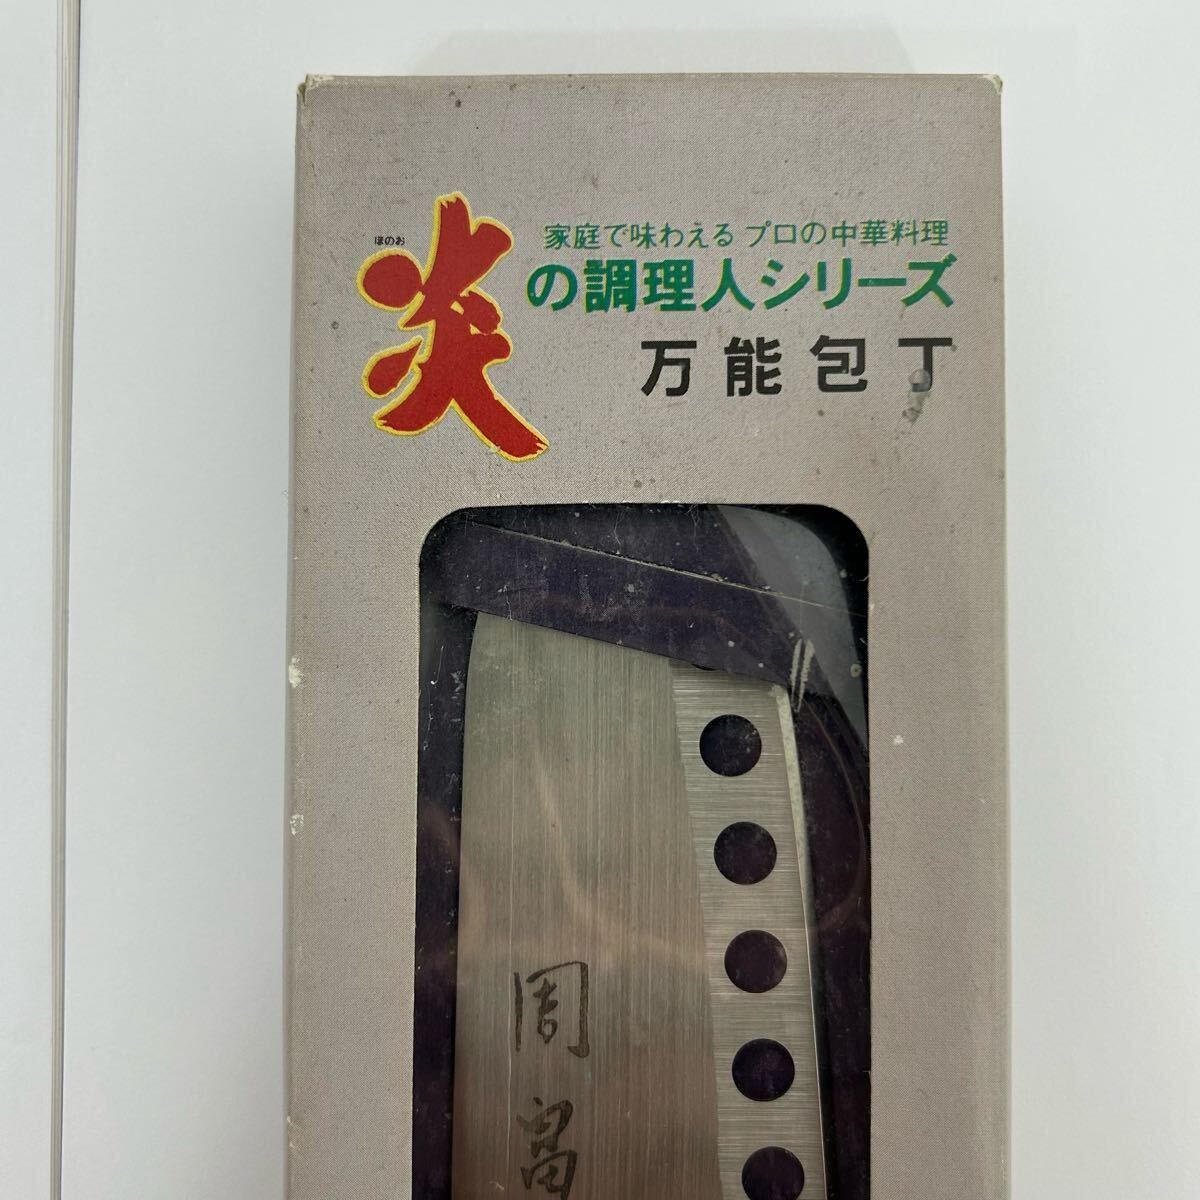 炎
ほのお
家庭で味わえる プロの中華料理
の調理人シリーズ
万能包丁
周